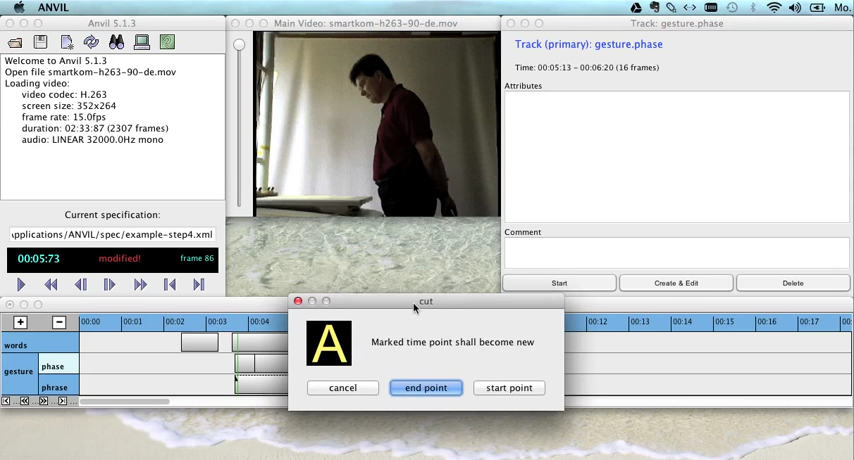 ANVIL
Mo.
Anvil 5.1.3
Main Video: smartkom-h263-90-de.mov
Track: gesture.phase
Welcome to Anvil 5.1.3
Open file smartkom-h263-90-de.mov
Loading video:
video codec: H.263
screen size: 352x264
frame rate: 15.0fps
duration: 02:33:87 (2307 frames)
audio: LINEAR 32000.0Hz mono
Current specification:
\pplications/ANVIL/spec/example-step4.xml
00:05:73 modified! frame 86
Track (primary): gesture.phase
Time: 00:05:13 - 00:06:20 (16 frames)
Attributes
Comment
Start Create & Edit Delete
cut
A
Marked time point shall become new
cancel end point start point
+ - 00:00 00:01 00:02 00:03 00:04 00:12 00:13 00:14 00:15 00:16 00:17 00:
words
gesture
phase
phrase